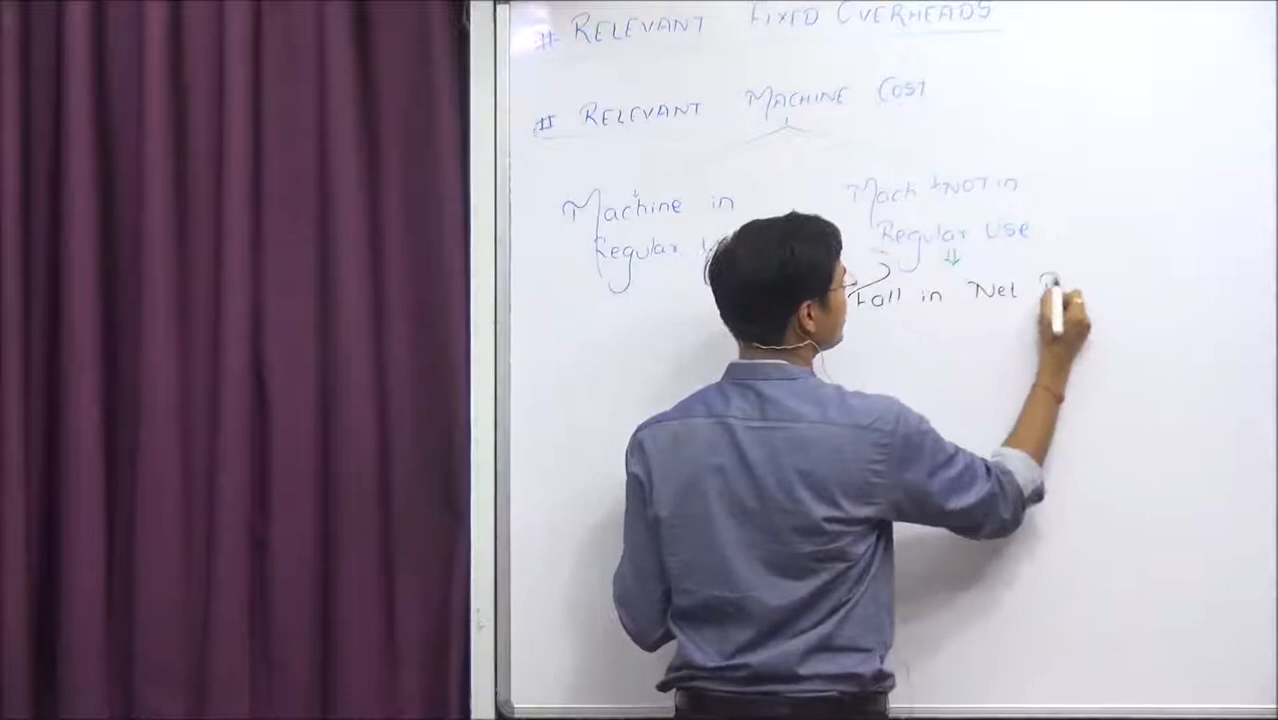 # RELEVANT FIXED OVERHEADS
# RELEVANT MACHINE COST
Machine in
Regular
Mach NOT in
Regular Use
Fall in Net